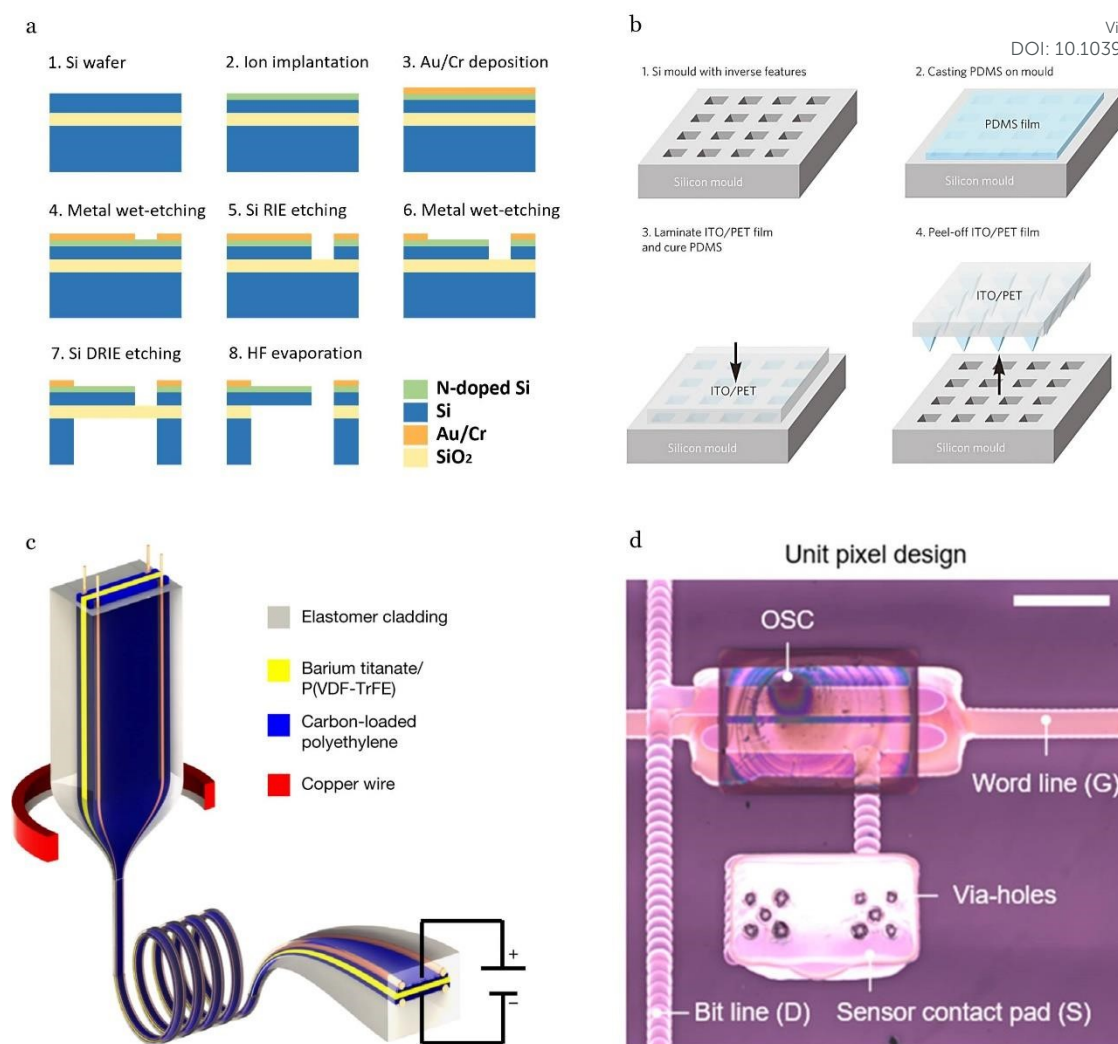 a
1. Si wafer
2. Ion implantation
3. Au/Cr deposition
4. Metal wet-etching
5. Si RIE etching
6. Metal wet-etching
7. Si DRIE etching
8. HF evaporation
N-doped Si
Si
Au/Cr
SiO₂
b
Vi
DOI: 10.1039
1. Si mould with inverse features
Silicon mould
2. Casting PDMS on mould
PDMS film
Silicon mould
3. Laminate ITO/PET film
and cure PDMS
ITO/PET
Silicon mould
4. Peel-off ITO/PET film
ITO/PET
Silicon mould
c
Elastomer cladding
Barium titanate/
P(VDF-TrFE)
Carbon-loaded
polyethylene
Copper wire
+
−
d
Unit pixel design
OSC
Word line (G)
Via-holes
Bit line (D)
Sensor contact pad (S)